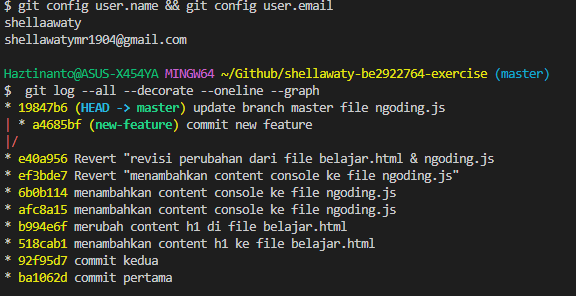 $ git config user.name && git config user.email
shellaawaty
shellawatymr1904@gmail.com
Haztinanto@ASUS-X454YA MINGW64 ~/Github/shellawaty-be2922764-exercise (master)
$  git log --all --decorate --oneline --graph
* 19847b6 (HEAD -> master) update branch master file ngoding.js
| * a4685bf (new-feature) commit new feature
|/
* e40a956 Revert "revisi perubahan dari file belajar.html & ngoding.js
* ef3bde7 Revert "menambahkan content console ke file ngoding.js"
* 6b0b114 menambahkan content console ke file ngoding.js
* afc8a15 menambahkan content console ke file ngoding.js
* b994e6f merubah content h1 di file belajar.html
* 518cab1 menambahkan content h1 ke file belajar.html
* 92f95d7 commit kedua
* ba1062d commit pertama